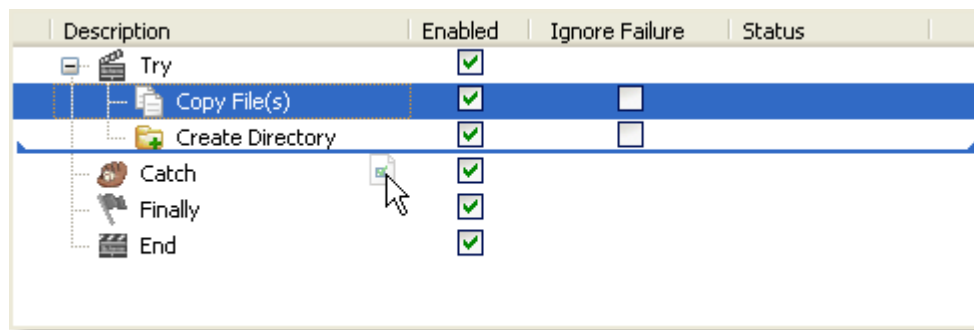 Description Enabled Ignore Failure Status
Try
Copy File(s)
Create Directory
Catch
Finally
End